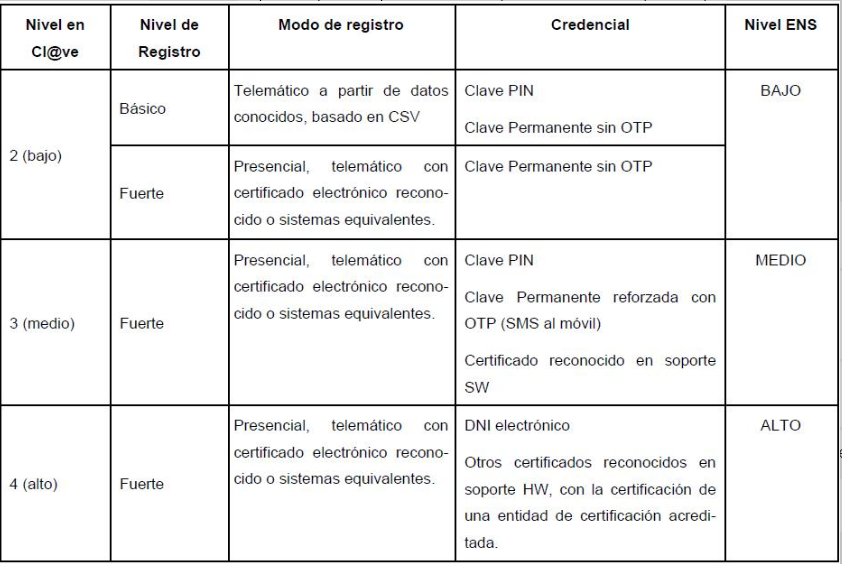 Nivel en
Cl@ve
Nivel de
Registro
Modo de registro
Credencial
Nivel ENS
2 (bajo)
Básico
Telemático a partir de datos
conocidos, basado en CSV
Clave PIN
Clave Permanente sin OTP
BAJO
Fuerte
Presencial, telemático con
certificado electrónico recono-
cido o sistemas equivalentes.
Clave Permanente sin OTP
3 (medio)
Fuerte
Presencial, telemático con
certificado electrónico recono-
cido o sistemas equivalentes.
Clave PIN
Clave Permanente reforzada con
OTP (SMS al móvil)
Certificado reconocido en soporte
SW
MEDIO
4 (alto)
Fuerte
Presencial, telemático con
certificado electrónico recono-
cido o sistemas equivalentes.
DNI electrónico
Otros certificados reconocidos en
soporte HW, con la certificación de
una entidad de certificación acredi-
tada.
ALTO